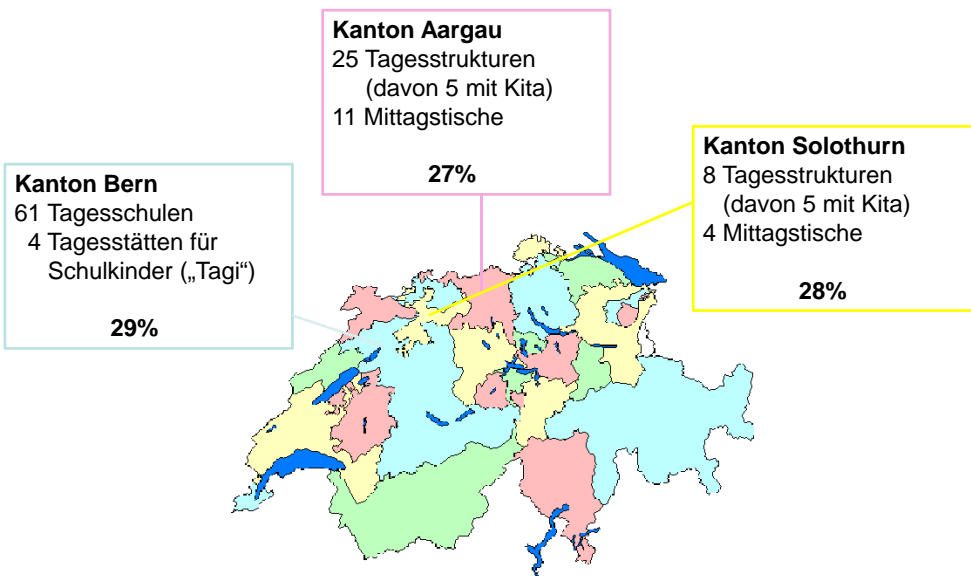 Kanton Aargau
25 Tagesstrukturen
(davon 5 mit Kita)
11 Mittagstische
27%
Kanton Solothurn
8 Tagesstrukturen
(davon 5 mit Kita)
4 Mittagstische
28%
Kanton Bern
61 Tagesschulen
4 Tagesstätten für
Schulkinder („Tagi“)
29%